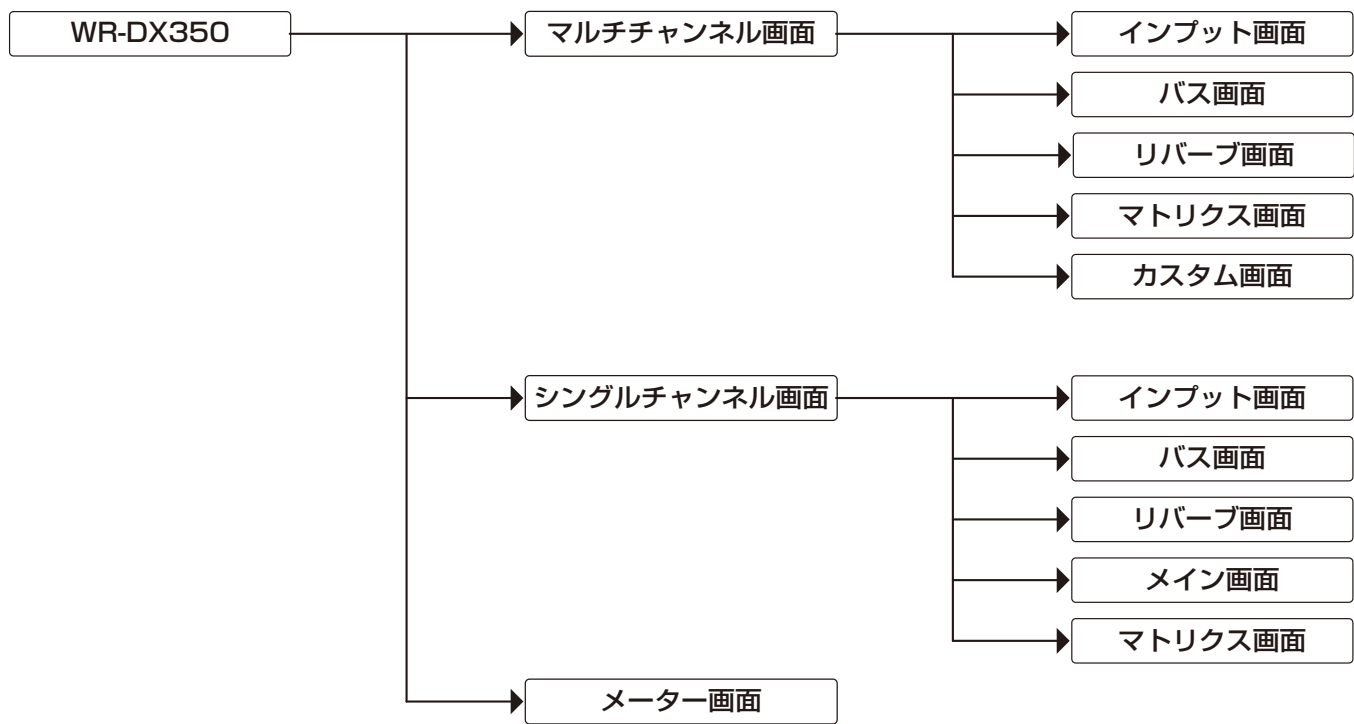 WR-DX350
マルチチャンネル画面
インプット画面
バス画面
リバーブ画面
マトリクス画面
カスタム画面
シングルチャンネル画面
インプット画面
バス画面
リバーブ画面
メイン画面
マトリクス画面
メーター画面